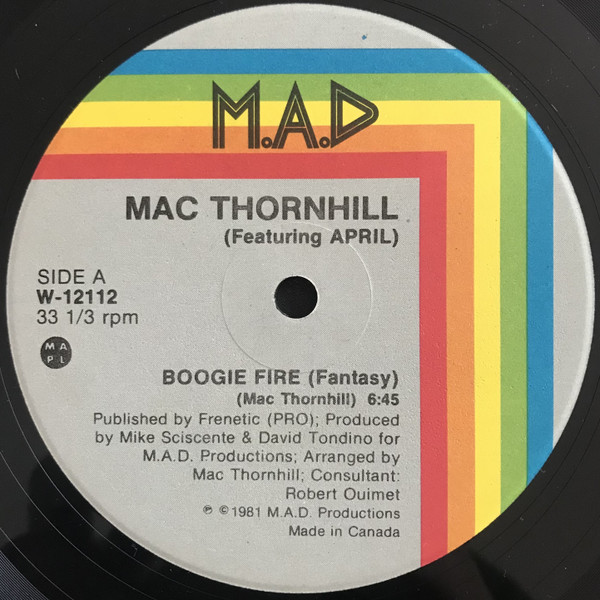 M.A.D
MAC THORNHILL
(Featuring APRIL)
SIDE A
W-12112
33 1/3 rpm
M A
P L
BOOGIE FIRE (Fantasy)
(Mac Thornhill) 6:45
Published by Frenetic (PRO); Produced
by Mike Sciscente & David Tondino for
M.A.D. Productions; Arranged by
Mac Thornhill; Consultant:
Robert Ouimet
℗ © 1981 M.A.D. Productions
Made in Canada